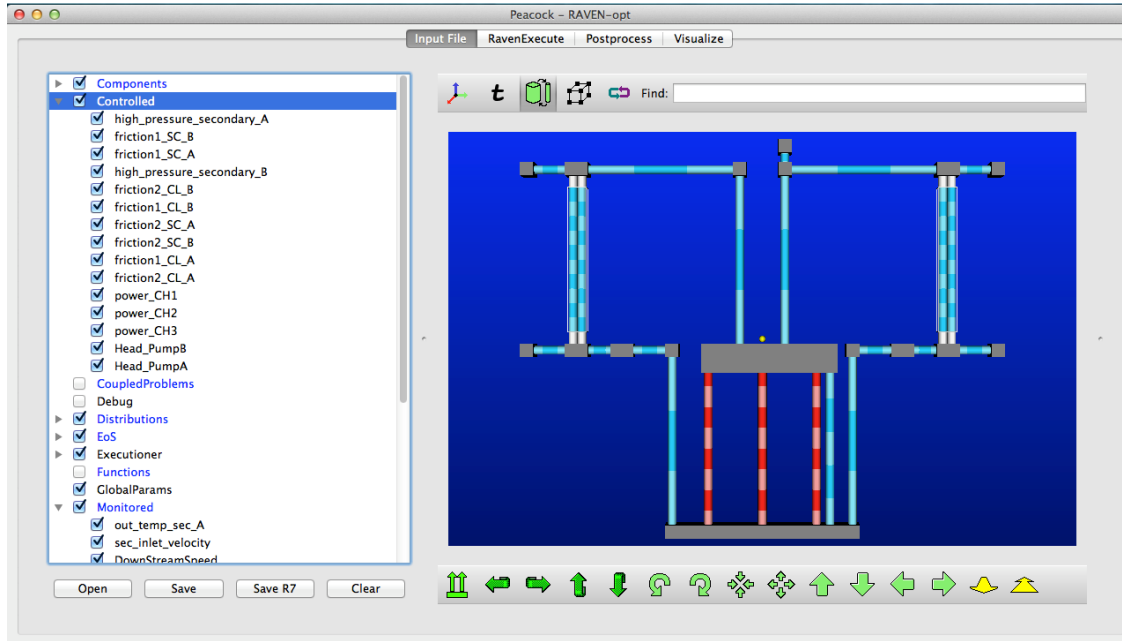 Peacock – RAVEN-opt
Input File RavenExecute Postprocess Visualize
Components
Controlled
high_pressure_secondary_A
friction1_SC_B
friction1_SC_A
high_pressure_secondary_B
friction2_CL_B
friction1_CL_B
friction2_SC_A
friction2_SC_B
friction1_CL_A
friction2_CL_A
power_CH1
power_CH2
power_CH3
Head_PumpB
Head_PumpA
CoupledProblems
Debug
Distributions
EoS
Executioner
Functions
GlobalParams
Monitored
out_temp_sec_A
sec_inlet_velocity
DownStreamSpeed
Open Save Save R7 Clear
t Find: